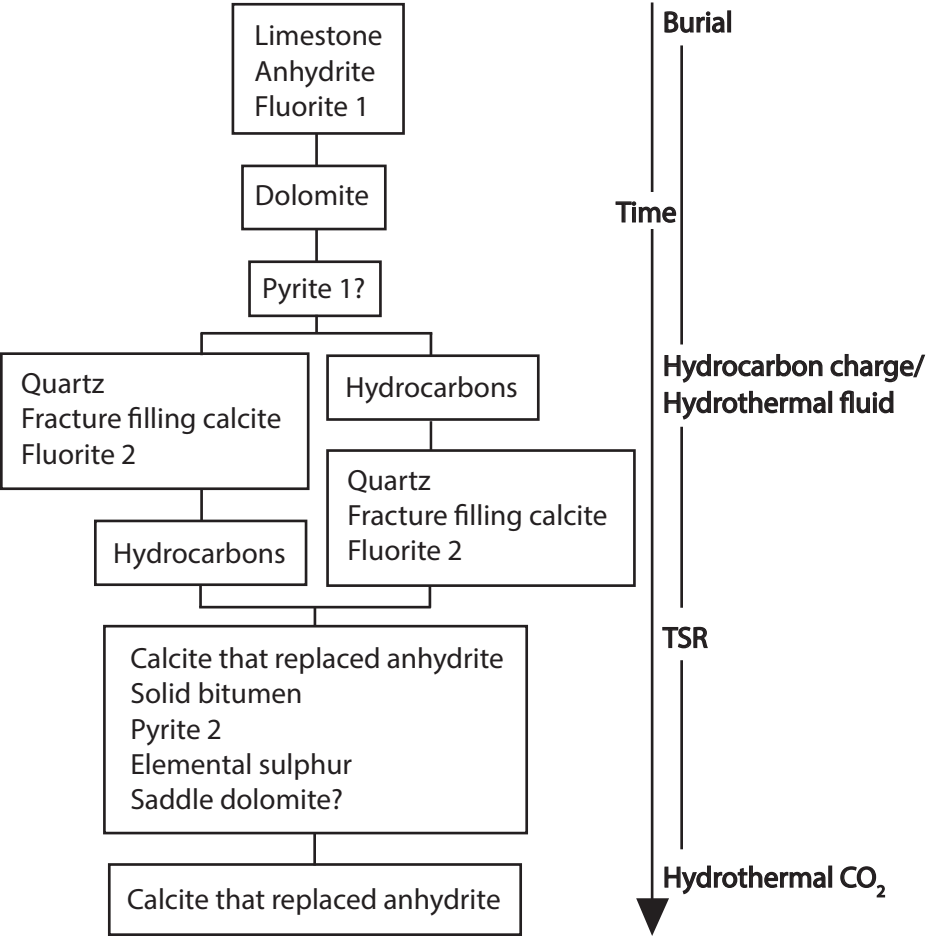 Limestone
Anhydrite
Fluorite 1
Dolomite
Pyrite 1?
Quartz
Fracture filling calcite
Fluorite 2
Hydrocarbons
Hydrocarbons
Quartz
Fracture filling calcite
Fluorite 2
Calcite that replaced anhydrite
Solid bitumen
Pyrite 2
Elemental sulphur
Saddle dolomite?
Calcite that replaced anhydrite
Burial
Time
Hydrocarbon charge/
Hydrothermal fluid
TSR
Hydrothermal CO₂